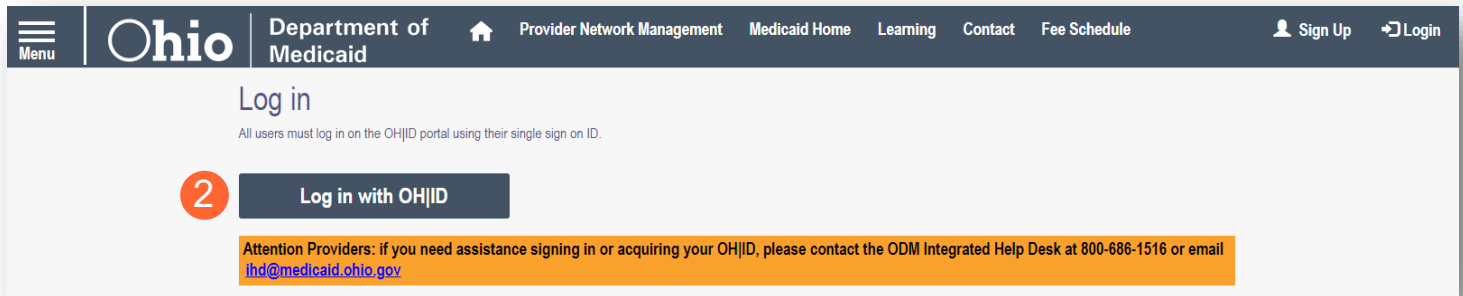 Menu
Ohio
Department of
Medicaid
Provider Network Management Medicaid Home Learning Contact Fee Schedule
Sign Up Login
Log in
All users must log in on the OH|ID portal using their single sign on ID.
2
Log in with OH|ID
Attention Providers: if you need assistance signing in or acquiring your OH|ID, please contact the ODM Integrated Help Desk at 800-686-1516 or email
ihd@medicaid.ohio.gov